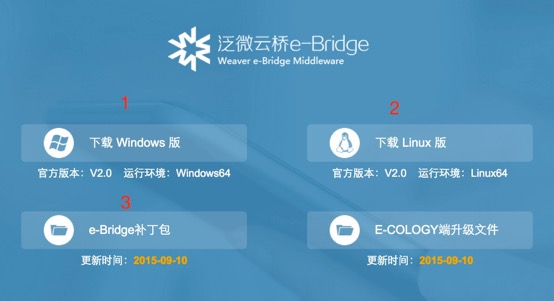 泛微云桥e-Bridge
Weaver e-Bridge Middleware
1
2
下载 Windows 版
下载 Linux 版
官方版本：V2.0 运行环境：Windows64
官方版本：V2.0 运行环境：Linux64
3
e-Bridge补丁包
E-COLOGY端升级文件
更新时间：2015-09-10
更新时间：2015-09-10